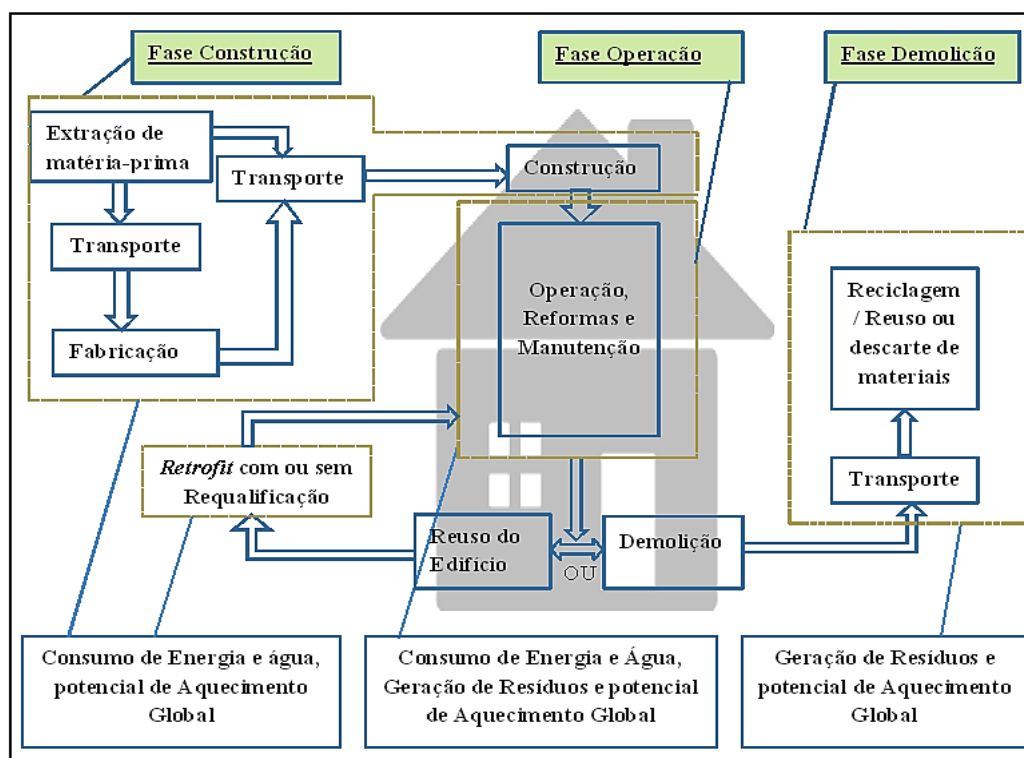 Fase Construção
Fase Operação
Fase Demolição
Extração de
matéria-prima
Transporte
Construção
Transporte
Fabricação
Operação,
Reformas e
Manutenção
Reciclagem
/ Reuso ou
descarte de
materiais
Transporte
Retrofit com ou sem
Requalificação
Reuso do
Edifício
OU
Demolição
Consumo de Energia e água,
potencial de Aquecimento
Global
Consumo de Energia e Água,
Geração de Resíduos e potencial
de Aquecimento Global
Geração de Resíduos e
potencial de Aquecimento
Global